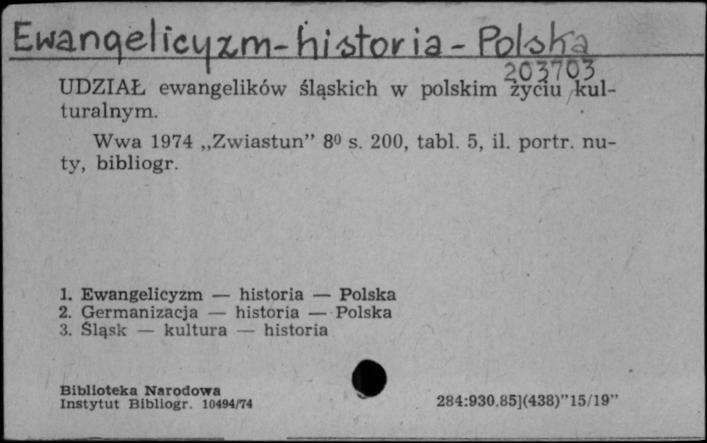 Ewangelicyzm - historia - Polska
203703
UDZIAŁ ewangelików śląskich w polskim życiu kul-
turalnym.
Wwa 1974 „Zwiastun” 8⁰ s. 200, tabl. 5, il. portr. nu-
ty, bibliogr.
1. Ewangelicyzm — historia — Polska
2. Germanizacja — historia — Polska
3. Śląsk — kultura — historia
Biblioteka Narodowa
Instytut Bibliogr. 10494/74
284:930.85](438)"15/19"